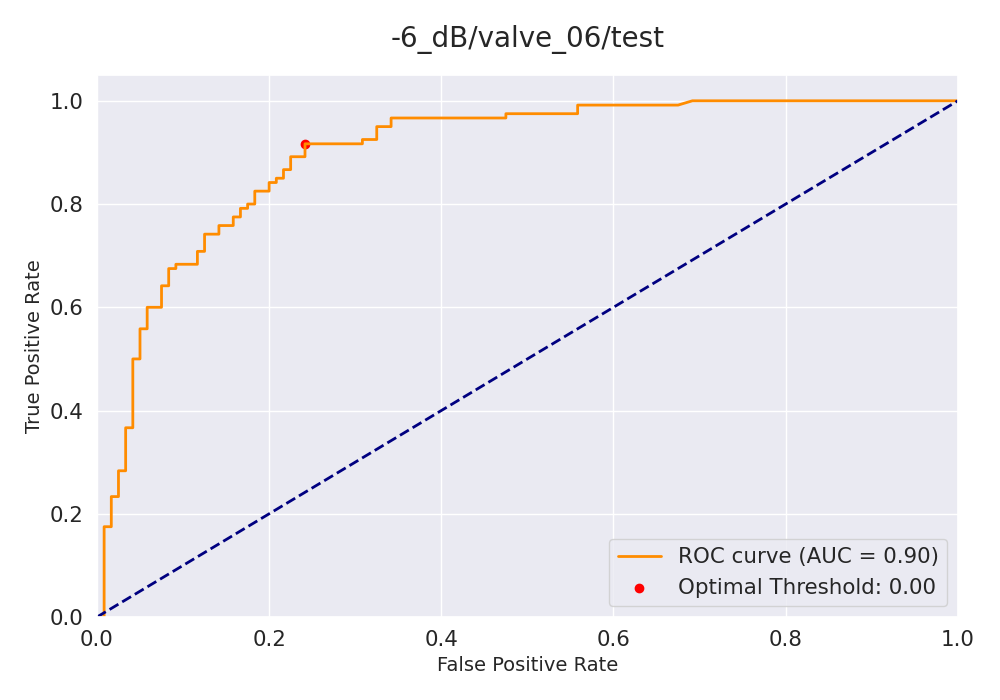 -6_dB/valve_06/test
1.0
0.8
0.6
0.4
0.2
0.0
True Positive Rate
0.0 0.2 0.4 0.6 0.8 1.0
False Positive Rate
ROC curve (AUC = 0.90)
Optimal Threshold: 0.00